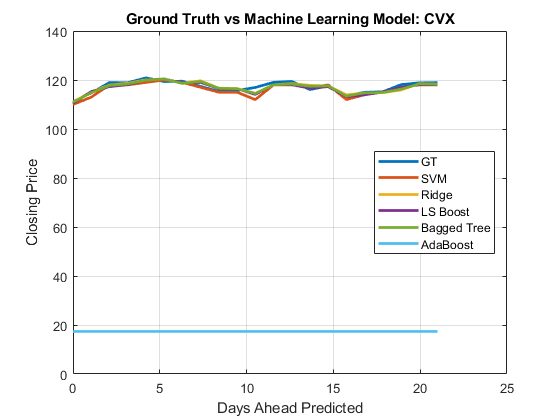 Ground Truth vs Machine Learning Model: CVX
140
120
100
80
60
40
20
0
Closing Price
GT
SVM
Ridge
LS Boost
Bagged Tree
AdaBoost
0 5 10 15 20 25
Days Ahead Predicted